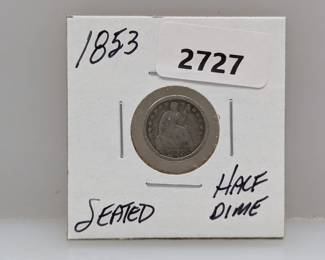 1853
2727
SEATED
HALF
DIME